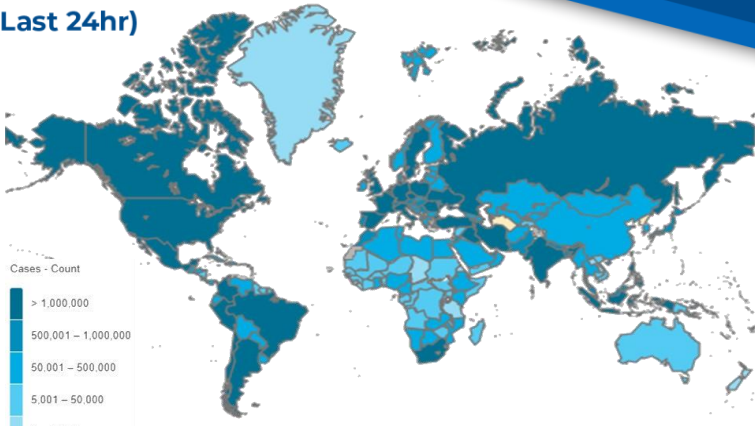 Last 24hr)
Cases - Count
> 1,000,000
500,001 – 1,000,000
50,001 – 500,000
5,001 – 50,000